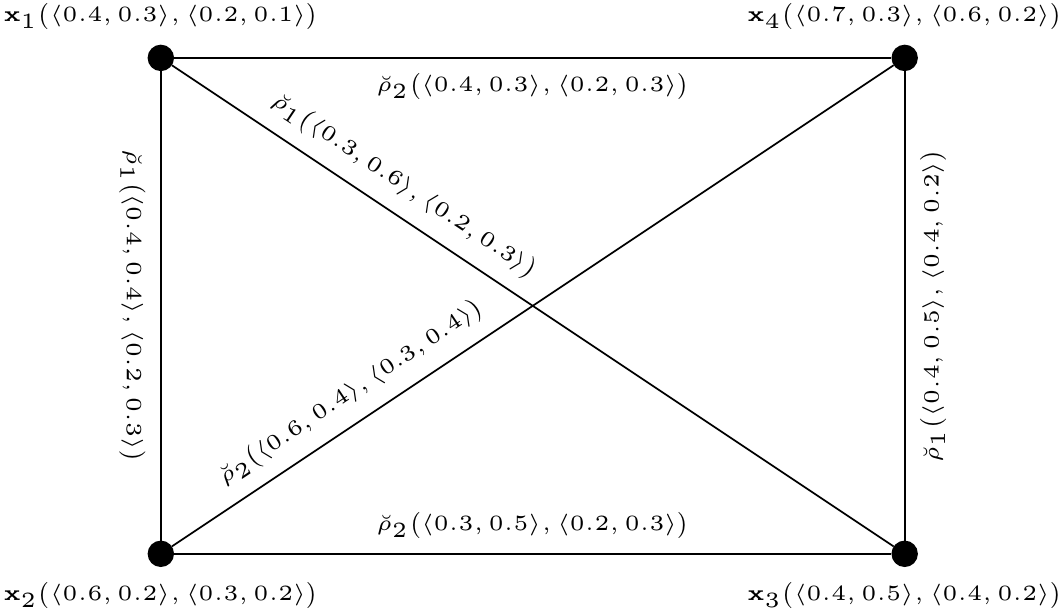 𝐱₁(⟨0.4, 0.3⟩, ⟨0.2, 0.1⟩)
𝐱₄(⟨0.7, 0.3⟩, ⟨0.6, 0.2⟩)
ρ̆₂(⟨0.4, 0.3⟩, ⟨0.2, 0.3⟩)
ρ̆₁(⟨0.3, 0.6⟩, ⟨0.2, 0.3⟩)
ρ̆₁(⟨0.4, 0.4⟩, ⟨0.2, 0.3⟩)
ρ̆₁(⟨0.4, 0.5⟩, ⟨0.4, 0.2⟩)
ρ̆₂(⟨0.6, 0.4⟩, ⟨0.3, 0.4⟩)
ρ̆₂(⟨0.3, 0.5⟩, ⟨0.2, 0.3⟩)
𝐱₂(⟨0.6, 0.2⟩, ⟨0.3, 0.2⟩)
𝐱₃(⟨0.4, 0.5⟩, ⟨0.4, 0.2⟩)